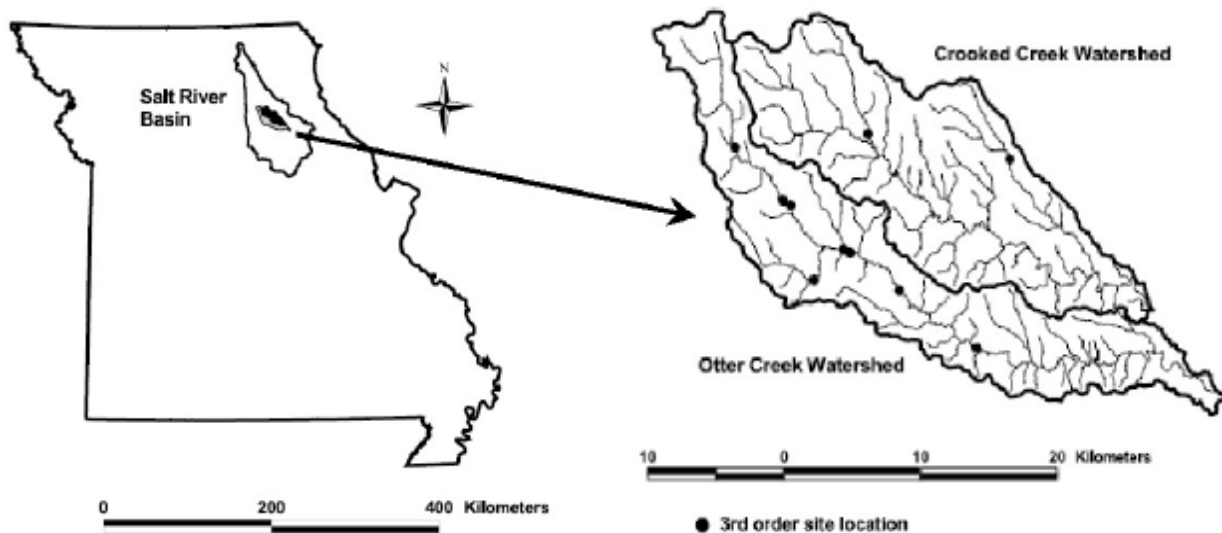 Salt River
Basin
N
Crooked Creek Watershed
Otter Creek Watershed
0 200 400 Kilometers
10 0 10 20 Kilometers
3rd order site location